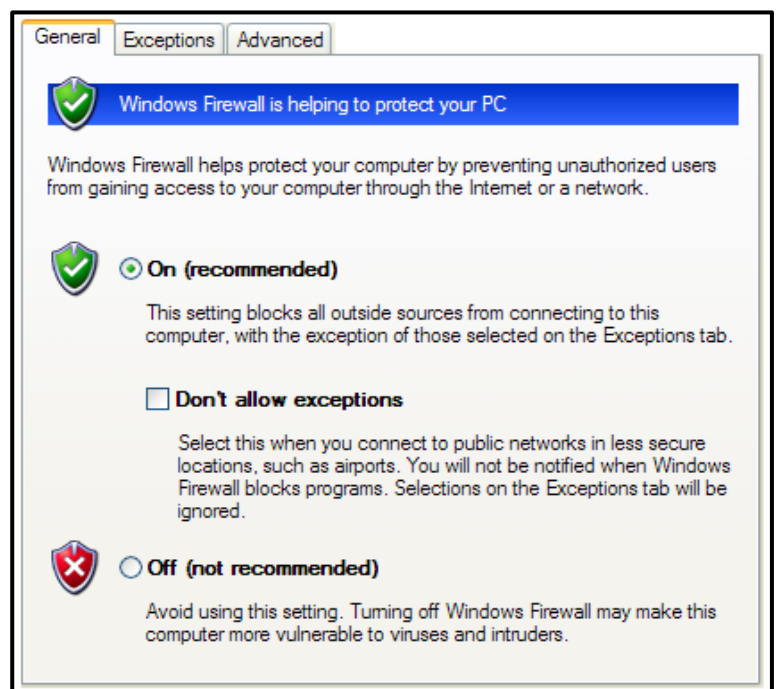 General Exceptions Advanced
Windows Firewall is helping to protect your PC
Windows Firewall helps protect your computer by preventing unauthorized users
from gaining access to your computer through the Internet or a network.
On (recommended)
This setting blocks all outside sources from connecting to this
computer, with the exception of those selected on the Exceptions tab.
Don't allow exceptions
Select this when you connect to public networks in less secure
locations, such as airports. You will not be notified when Windows
Firewall blocks programs. Selections on the Exceptions tab will be
ignored.
Off (not recommended)
Avoid using this setting. Turning off Windows Firewall may make this
computer more vulnerable to viruses and intruders.